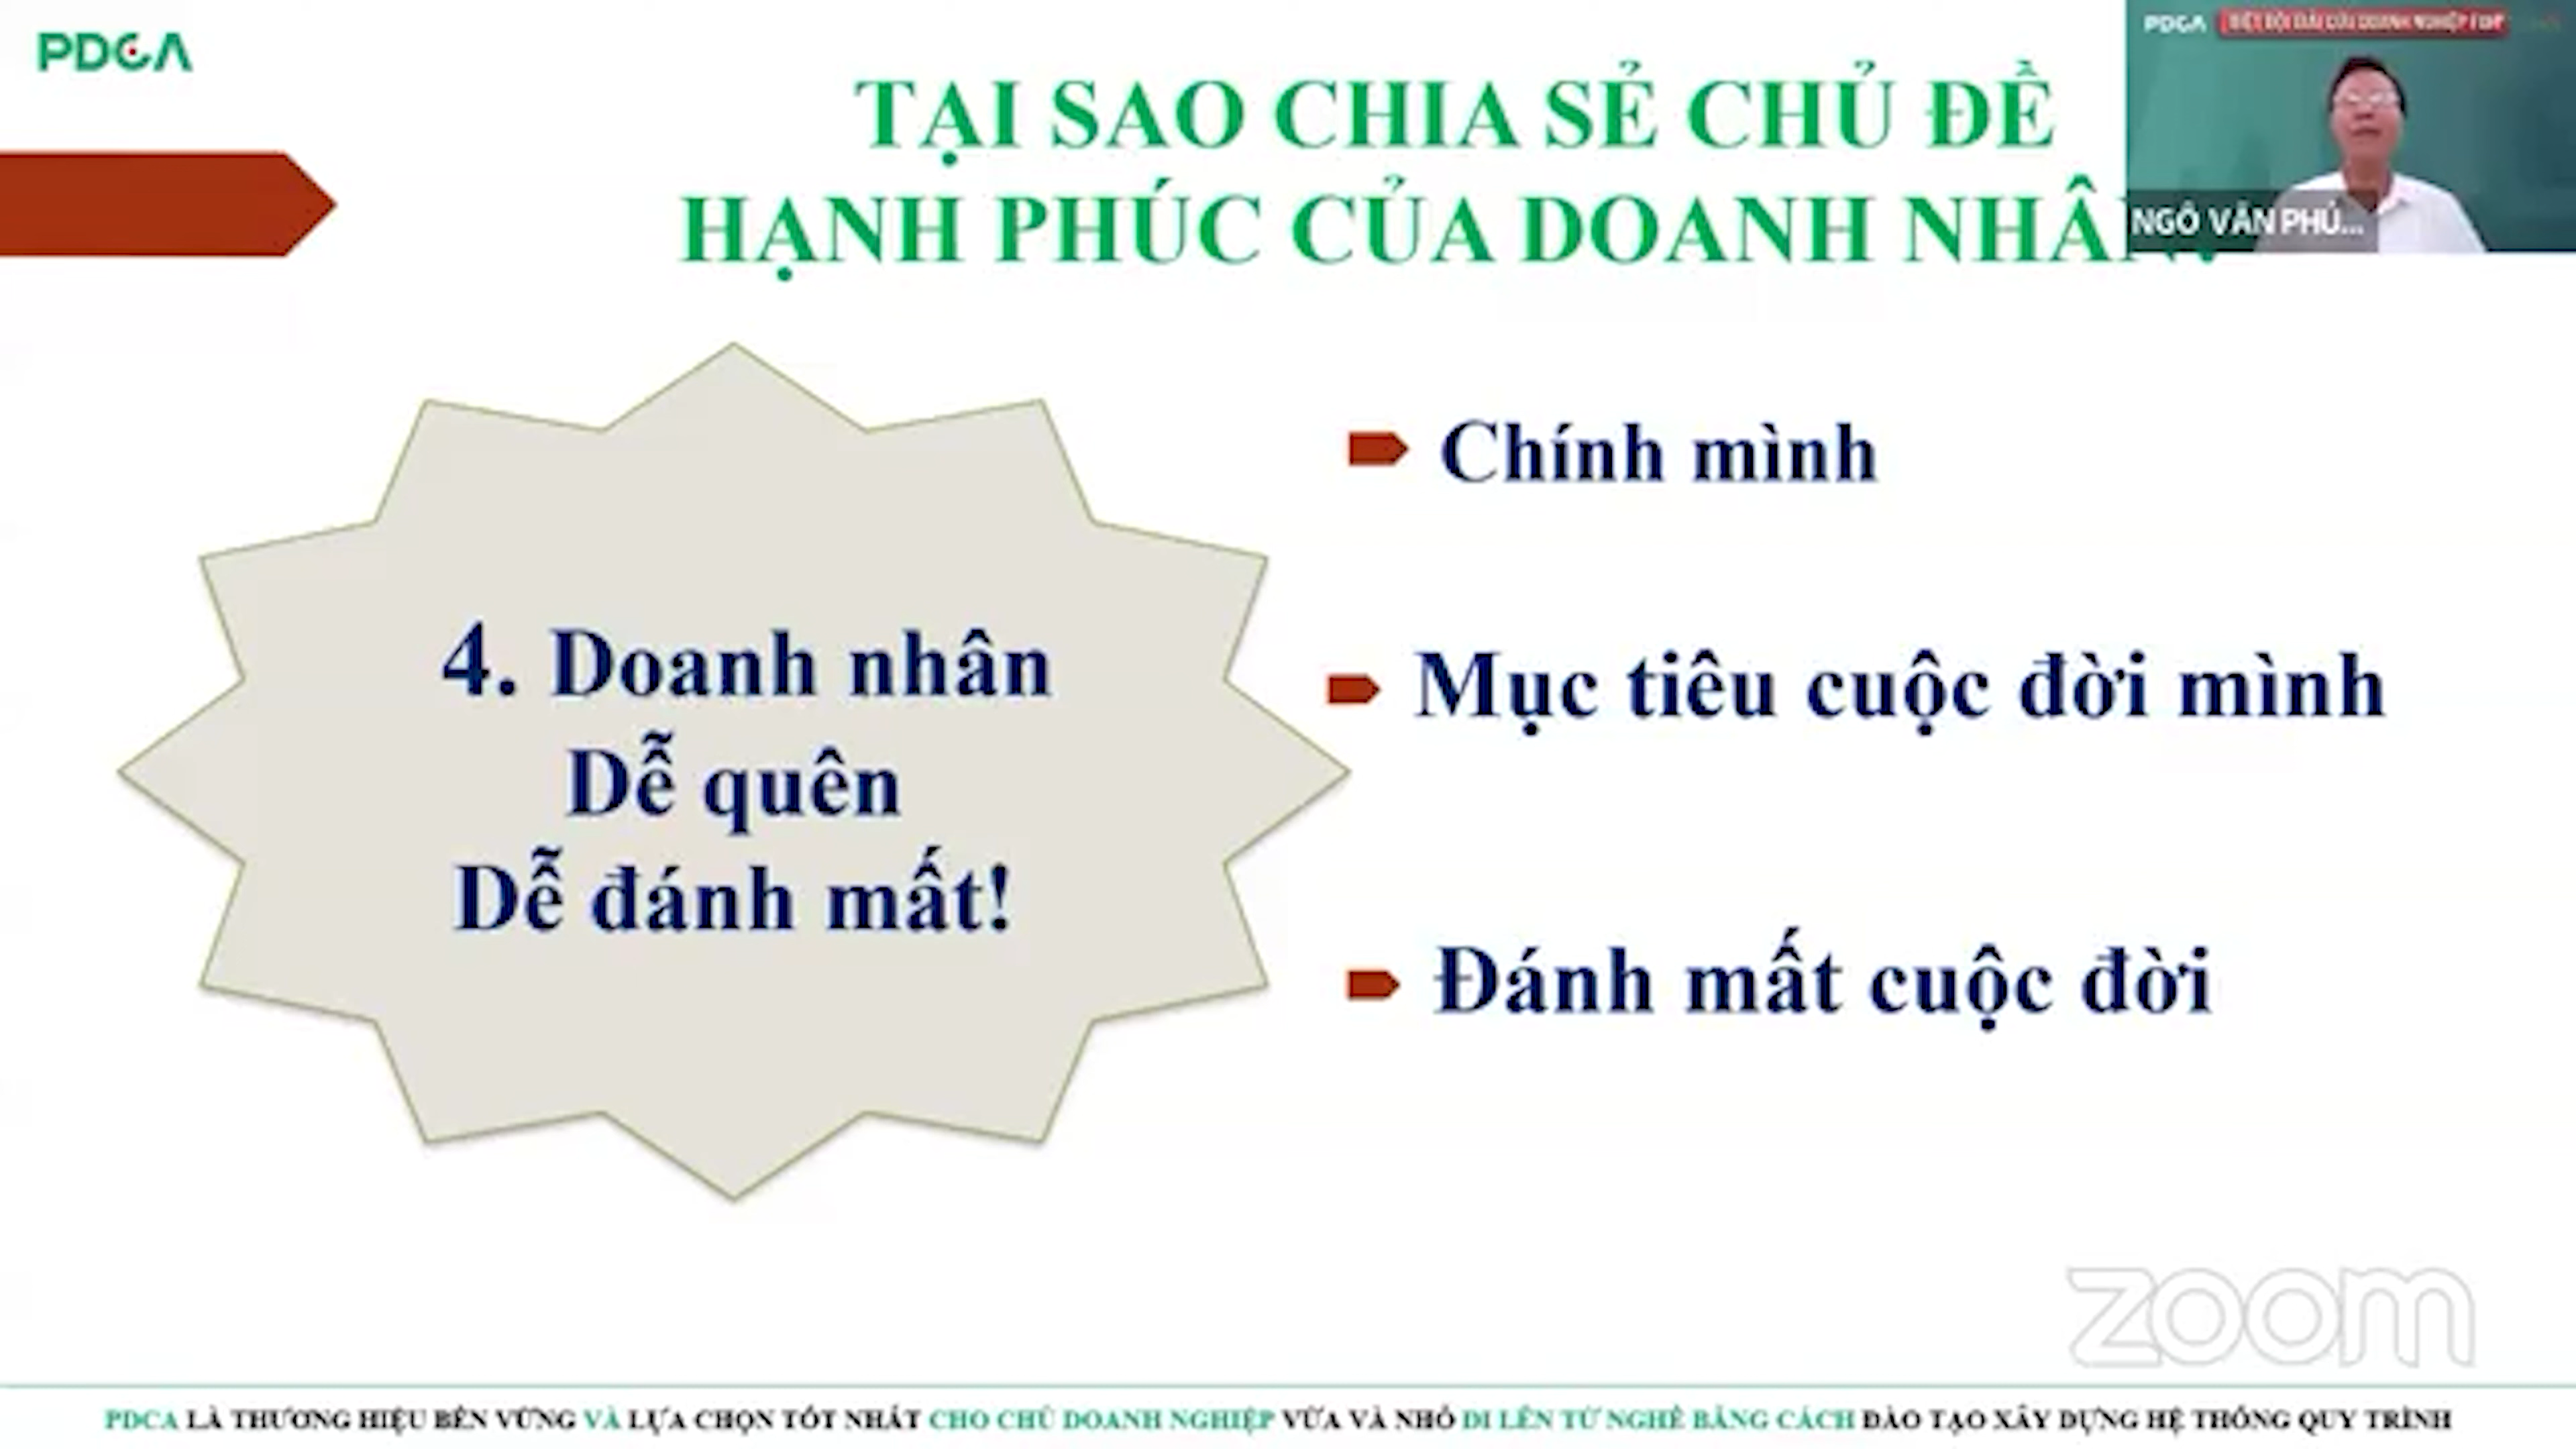 PDCA
TẠI SAO CHIA SẺ CHỦ ĐỀ
HẠNH PHÚC CỦA DOANH NHÂN
PDCA
NGÔ VĂN PHÚ...
Chính mình
4. Doanh nhân
Dễ quên
Dễ đánh mất!
Mục tiêu cuộc đời mình
Đánh mất cuộc đời
zoom
PDCA LÀ THƯƠNG HIỆU BỀN VỮNG VÀ LỰA CHỌN TỐT NHẤT CHO CHỦ DOANH NGHIỆP VỪA VÀ NHỎ ĐI LÊN TỪ NGHỀ BẰNG CÁCH ĐÀO TẠO XÂY DỰNG HỆ THỐNG QUY TRÌNH